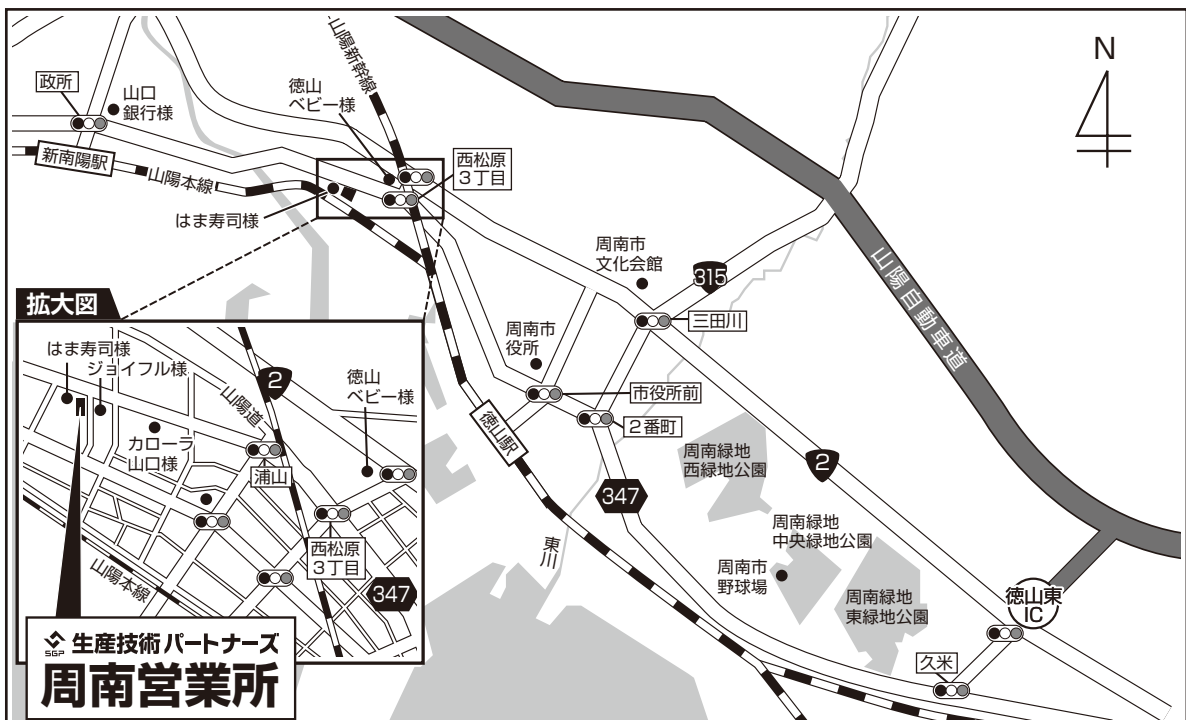 政所
山口
銀行様
新南陽駅
山陽本線
はま寿司様
山陽新幹線
徳山
ベビー様
西松原
3丁目
N
周南市
文化会館
315
三田川
山陽自動車道
周南市
役所
市役所前
2番町
徳山駅
347
2
周南緑地
西緑地公園
周南緑地
中央緑地公園
周南市
野球場
周南緑地
東緑地公園
東川
徳山東
IC
久米
拡大図
はま寿司様
ジョイフル様
山陽道
2
徳山
ベビー様
カローラ
山口様
浦山
西松原
3丁目
347
山陽本線
SGP 生産技術パートナーズ
周南営業所